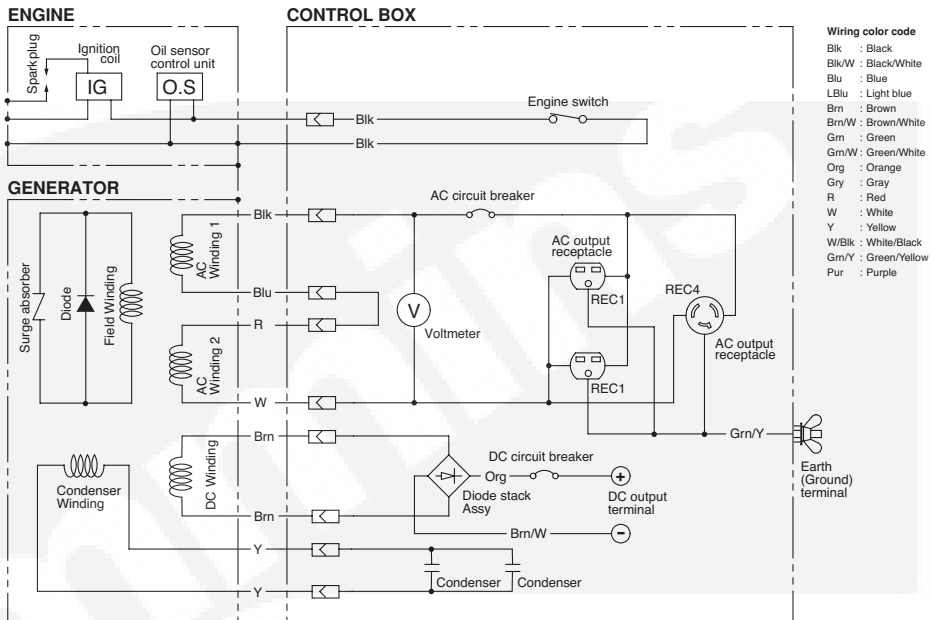 ENGINE
CONTROL BOX
Spark plug
Ignition
coil
Oil sensor
control unit
IG
O.S
Engine switch
Blk
Blk
GENERATOR
Surge absorber
Diode
Field Winding
AC
Winding 1
AC
Winding 2
Blk
Blu
R
W
AC circuit breaker
V
Voltmeter
AC output
receptacle
REC1
REC1
REC4
AC output
receptacle
Grn/Y
Earth
(Ground)
terminal
Condenser
Winding
DC Winding
Brn
Brn
Y
Y
DC circuit breaker
Org
Diode stack
Assy
Brn/W
+
DC output
terminal
−
Condenser
Condenser
Wiring color code
Blk : Black
Blk/W : Black/White
Blu : Blue
LBlu : Light blue
Brn : Brown
Brn/W : Brown/White
Grn : Green
Grn/W : Green/White
Org : Orange
Gry : Gray
R : Red
W : White
Y : Yellow
W/Blk : White/Black
Grn/Y : Green/Yellow
Pur : Purple